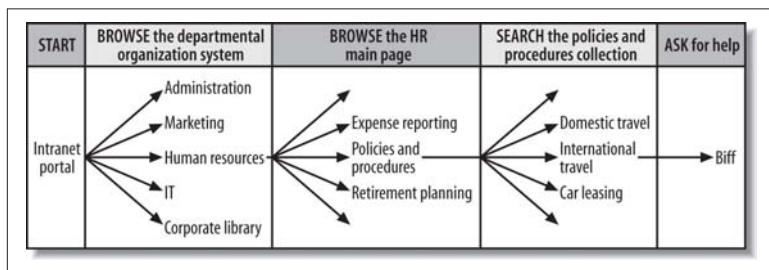 START
BROWSE the departmental
organization system
BROWSE the HR
main page
SEARCH the policies and
procedures collection
ASK for help
Intranet
portal
Administration
Marketing
Human resources
IT
Corporate library
Expense reporting
Policies and
procedures
Retirement planning
Domestic travel
International
travel
Car leasing
Biff